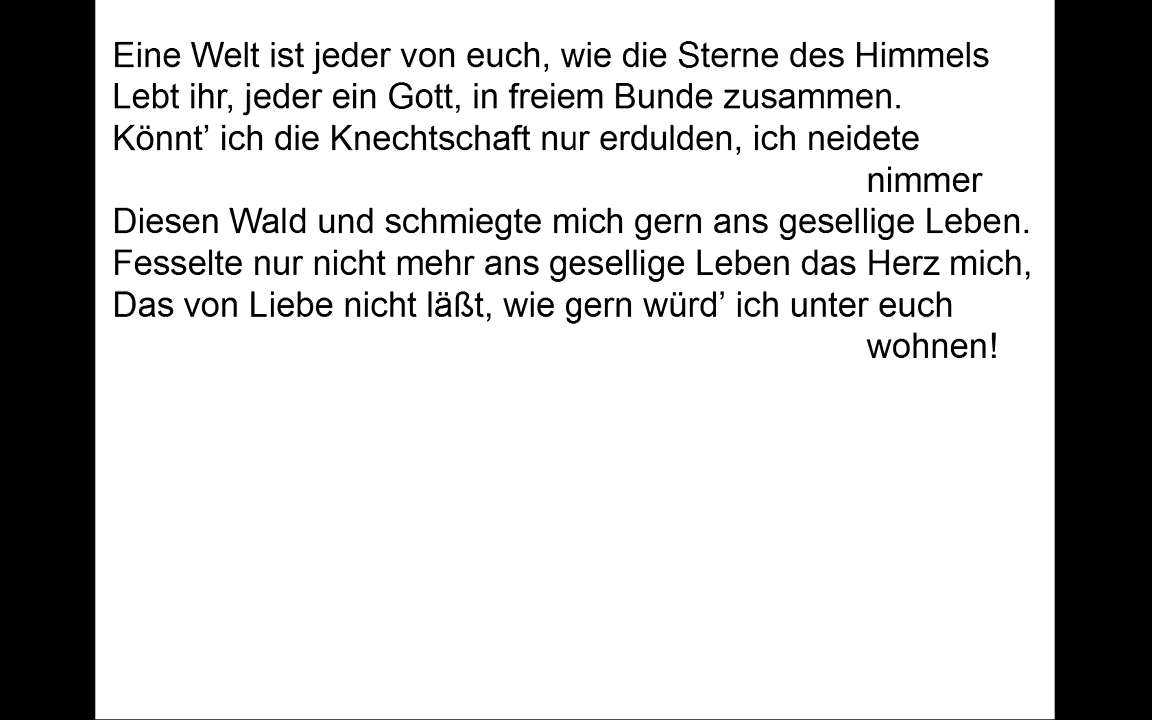 Eine Welt ist jeder von euch, wie die Sterne des Himmels
Lebt ihr, jeder ein Gott, in freiem Bunde zusammen.
Könnt’ ich die Knechtschaft nur erdulden, ich neidete
nimmer
Diesen Wald und schmiegte mich gern ans gesellige Leben.
Fesselte nur nicht mehr ans gesellige Leben das Herz mich,
Das von Liebe nicht läßt, wie gern würd’ ich unter euch
wohnen!